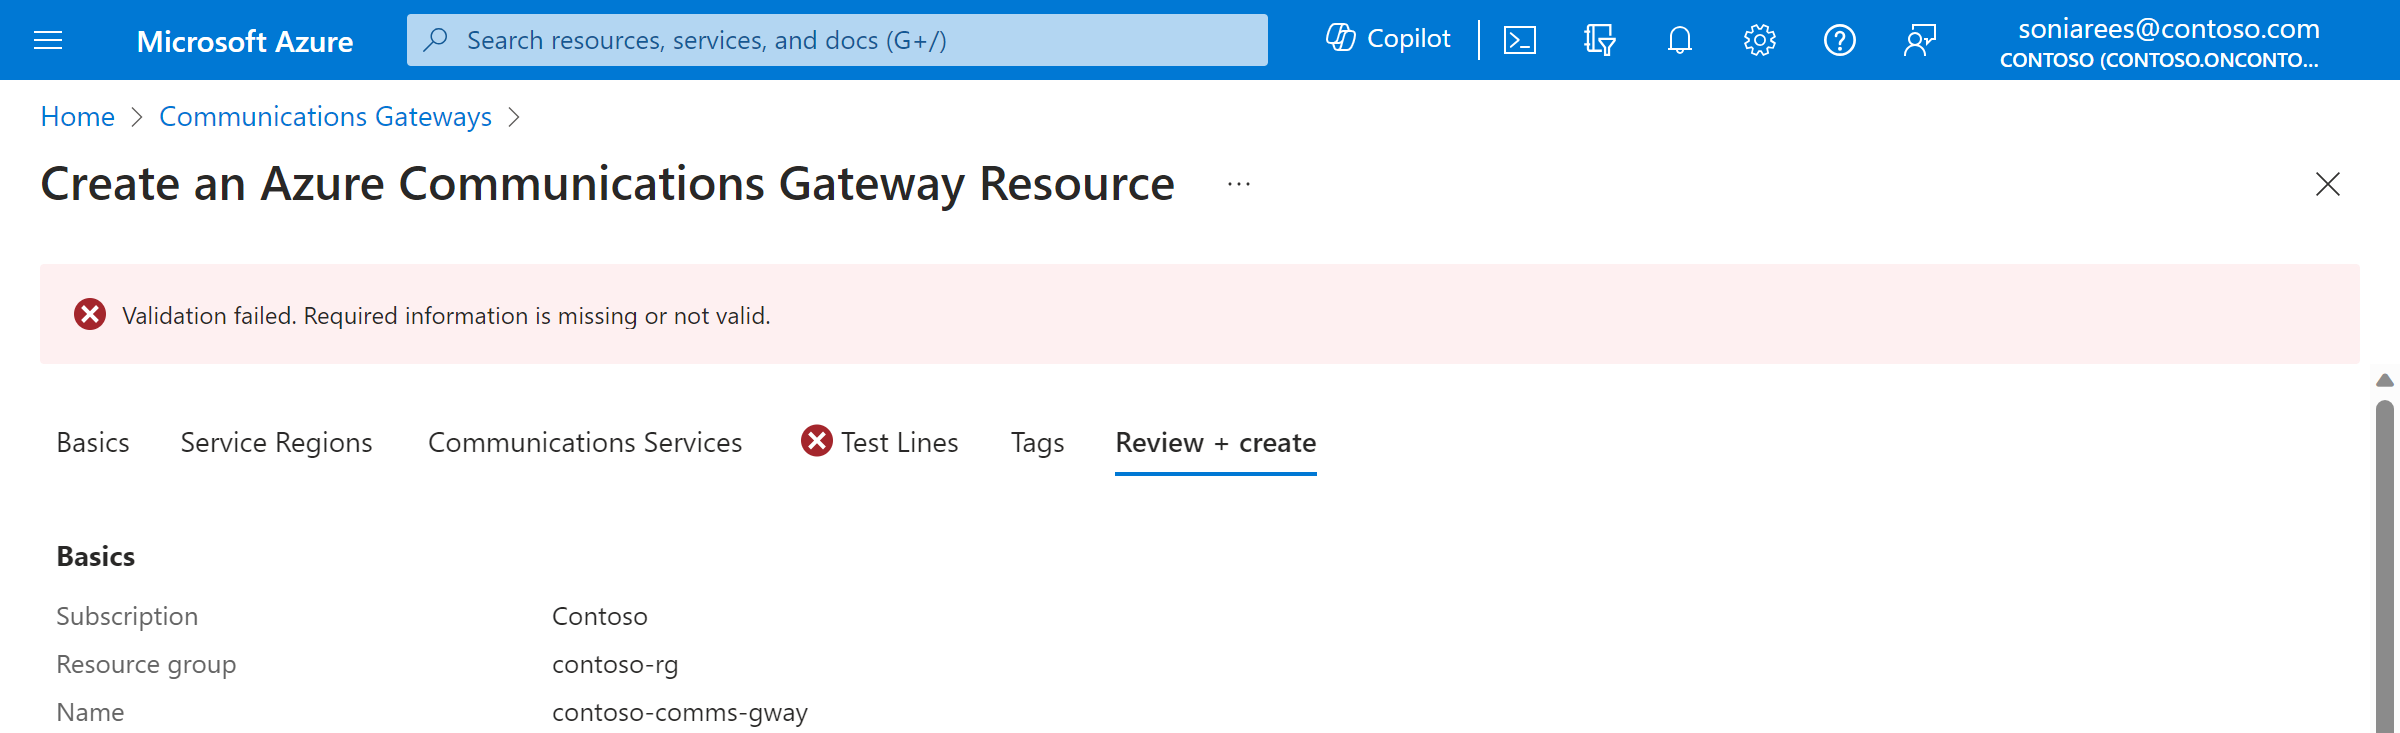 Microsoft Azure
Search resources, services, and docs (G+/)
Copilot
soniarees@contoso.com
CONTOSO (CONTOSO.ONCONTO...
Home > Communications Gateways >
Create an Azure Communications Gateway Resource ...
Validation failed. Required information is missing or not valid.
Basics Service Regions Communications Services Test Lines Tags Review + create
Basics
Subscription Contoso
Resource group contoso-rg
Name contoso-comms-gway